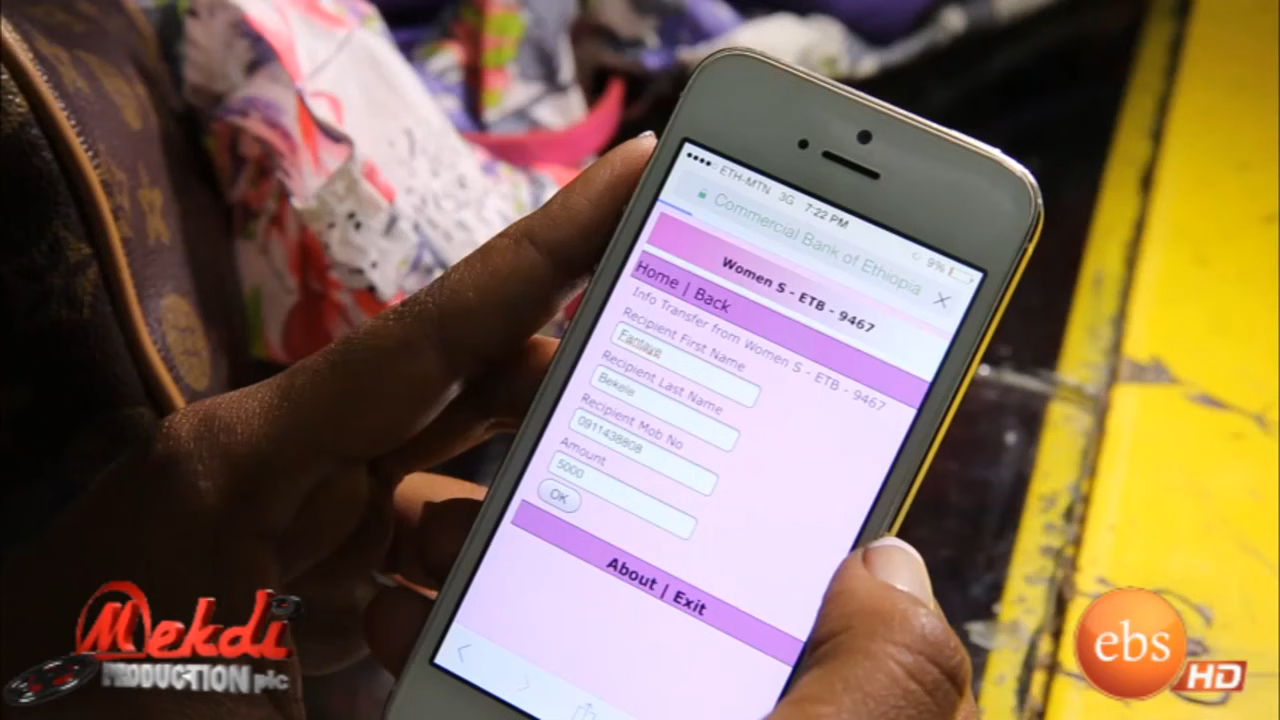 ETH-MTN 3G 7:22 PM 9%
Commercial Bank of Ethiopia
Women S - ETB - 9467
Home | Back
Info Transfer from Women S - ETB - 9467
Recipient First Name
Fantaye
Recipient Last Name
Bekele
Recipient Mob No
0911438808
Amount
5000
OK
About | Exit
Mekdi
PRODUCTION plc
ebs
HD